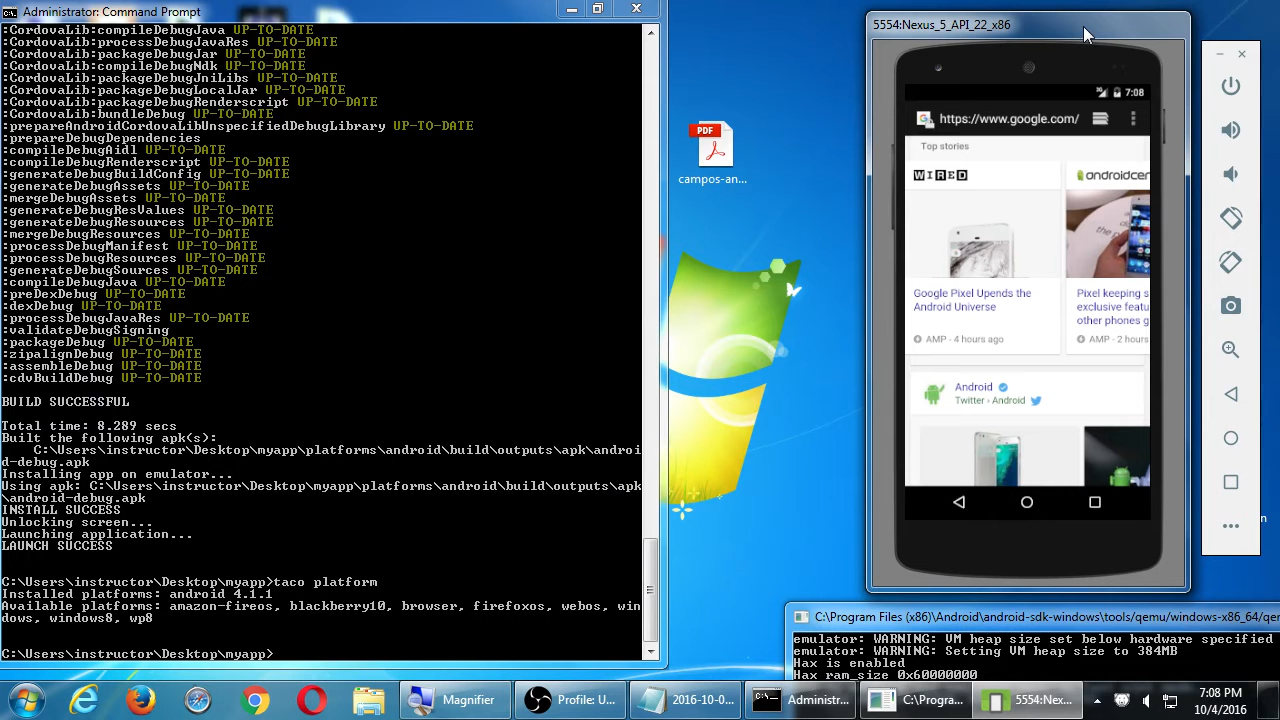 Administrator: Command Prompt
:CordovaLib:compileDebugJava UP-TO-DATE
:CordovaLib:processDebugJavaRes UP-TO-DATE
:CordovaLib:packageDebugJar UP-TO-DATE
:CordovaLib:compileDebugNdk UP-TO-DATE
:CordovaLib:packageDebugJniLibs UP-TO-DATE
:CordovaLib:packageDebugLocalJar UP-TO-DATE
:CordovaLib:packageDebugRenderscript UP-TO-DATE
:CordovaLib:bundleDebug UP-TO-DATE
:prepareAndroidCordovaLibUnspecifiedDebugLibrary UP-TO-DATE
:prepareDebugDependencies
:compileDebugAidl UP-TO-DATE
:compileDebugRenderscript UP-TO-DATE
:generateDebugBuildConfig UP-TO-DATE
:generateDebugAssets UP-TO-DATE
:mergeDebugAssets UP-TO-DATE
:generateDebugResValues UP-TO-DATE
:generateDebugResources UP-TO-DATE
:mergeDebugResources UP-TO-DATE
:processDebugManifest UP-TO-DATE
:processDebugResources UP-TO-DATE
:generateDebugSources UP-TO-DATE
:compileDebugJava UP-TO-DATE
:preDexDebug UP-TO-DATE
:dexDebug UP-TO-DATE
:processDebugJavaRes UP-TO-DATE
:validateDebugSigning
:packageDebug UP-TO-DATE
:zipalignDebug UP-TO-DATE
:assembleDebug UP-TO-DATE
:cdvBuildDebug UP-TO-DATE
BUILD SUCCESSFUL
Total time: 8.289 secs
Built the following apk(s):
C:\Users\instructor\Desktop\myapp\platforms\android\build\outputs\apk\androi
d-debug.apk
Installing app on emulator...
Using apk: C:\Users\instructor\Desktop\myapp\platforms\android\build\outputs\apk
\android-debug.apk
INSTALL SUCCESS
Unlocking screen...
Launching application...
LAUNCH SUCCESS
C:\Users\instructor\Desktop\myapp>taco platform
Installed platforms: android 4.1.1
Available platforms: amazon-fireos, blackberry10, browser, firefoxos, webos, win
dows, windows8, wp8
C:\Users\instructor\Desktop\myapp>
PDF
campos-an...
5554:Nexus_5_API_22_x86
3G 7:08
https://www.google.com/
Top stories
WIRED
androidcen
Google Pixel Upends the
Android Universe
AMP - 4 hours ago
Pixel keeping s
exclusive featu
other phones g
AMP - 2 hours
Android
Twitter › Android
C:\Program Files (x86)\Android\android-sdk-windows\tools/qemu/windows-x86_64/qe
emulator: WARNING: VM heap size set below hardware specified
emulator: WARNING: Setting VM heap size to 384MB
Hax is enabled
Hax ram_size 0x60000000
Magnifier
Profile: U...
2016-10-0...
Administr...
C:\Progra...
5554:Nex...
7:08 PM
10/4/2016